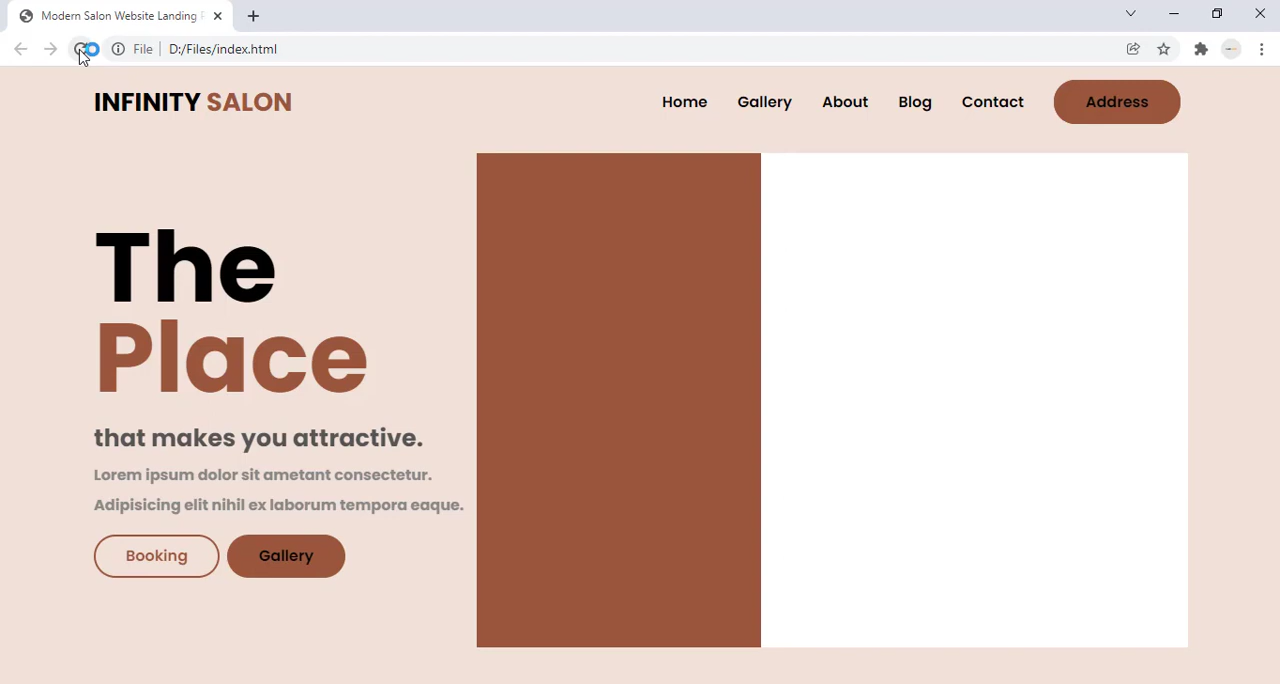 Modern Salon Website Landing
File
D:/Files/index.html
INFINITY SALON
Home
Gallery
About
Blog
Contact
Address
The
Place
that makes you attractive.
Lorem ipsum dolor sit ametant consectetur.
Adipisicing elit nihil ex laborum tempora eaque.
Booking
Gallery